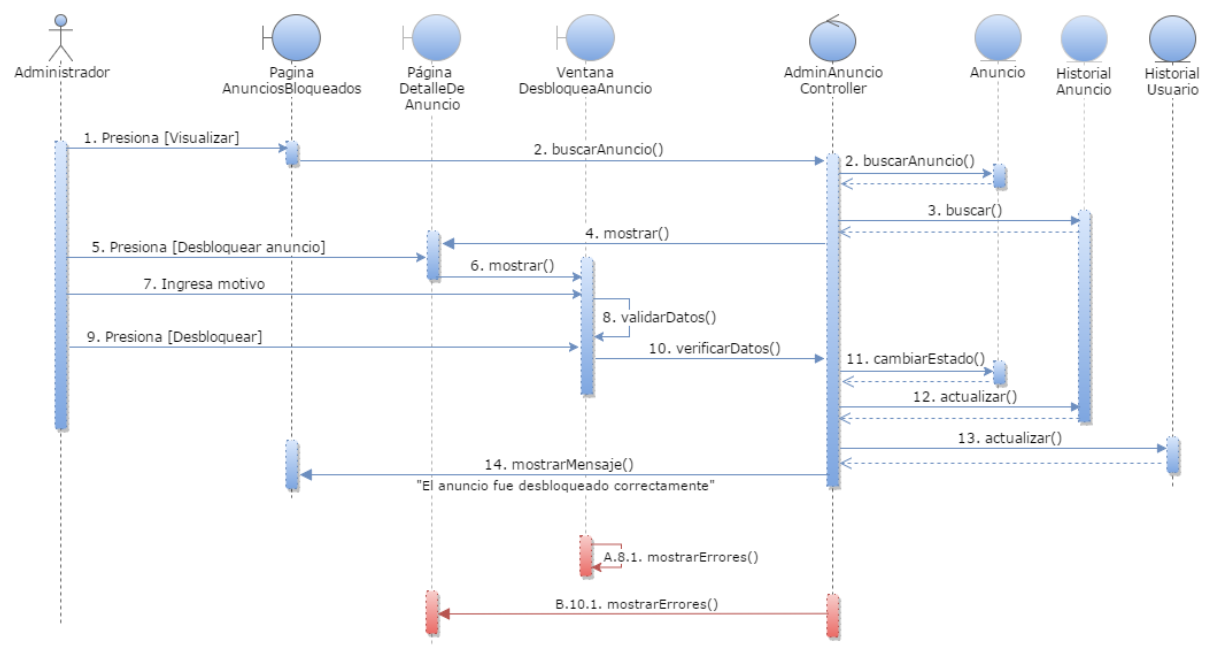 Administrador
Pagina
AnunciosBloqueados
Página
DetalleDe
Anuncio
Ventana
DesbloqueaAnuncio
AdminAnuncio
Controller
Anuncio
Historial
Anuncio
Historial
Usuario
1. Presiona [Visualizar]
2. buscarAnuncio()
2. buscarAnuncio()
3. buscar()
4. mostrar()
5. Presiona [Desbloquear anuncio]
6. mostrar()
7. Ingresa motivo
8. validarDatos()
9. Presiona [Desbloquear]
10. verificarDatos()
11. cambiarEstado()
12. actualizar()
13. actualizar()
14. mostrarMensaje()
"El anuncio fue desbloqueado correctamente"
A.8.1. mostrarErrores()
B.10.1. mostrarErrores()